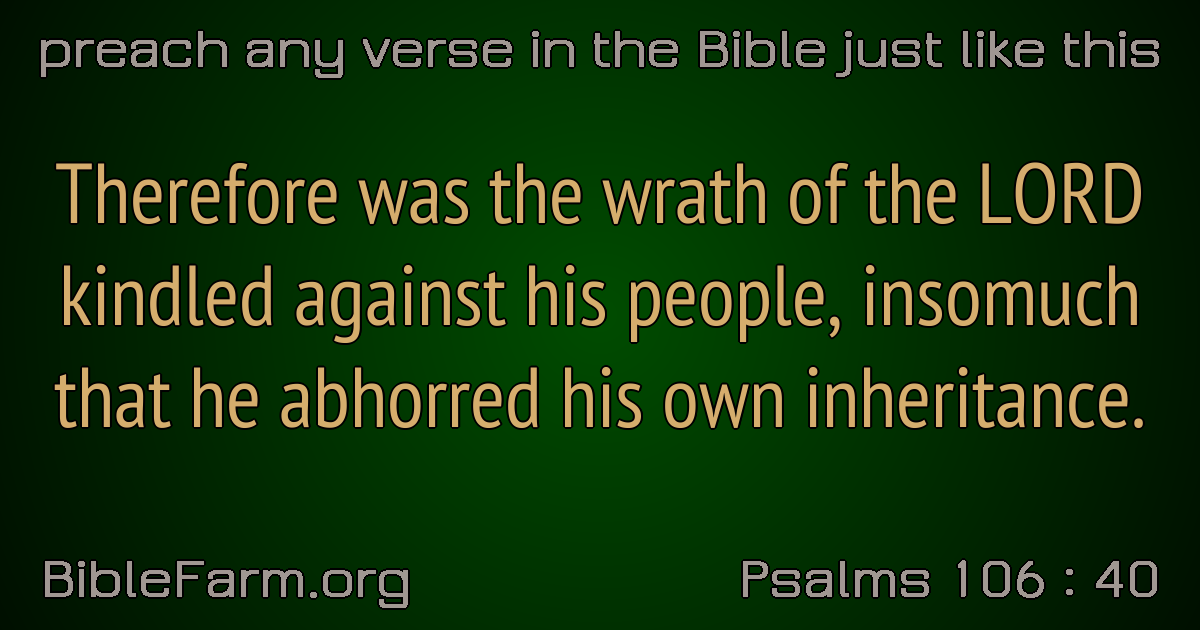 preach any verse in the Bible just like this
Therefore was the wrath of the LORD
kindled against his people, insomuch
that he abhorred his own inheritance.
BibleFarm.org
Psalms 106 : 40